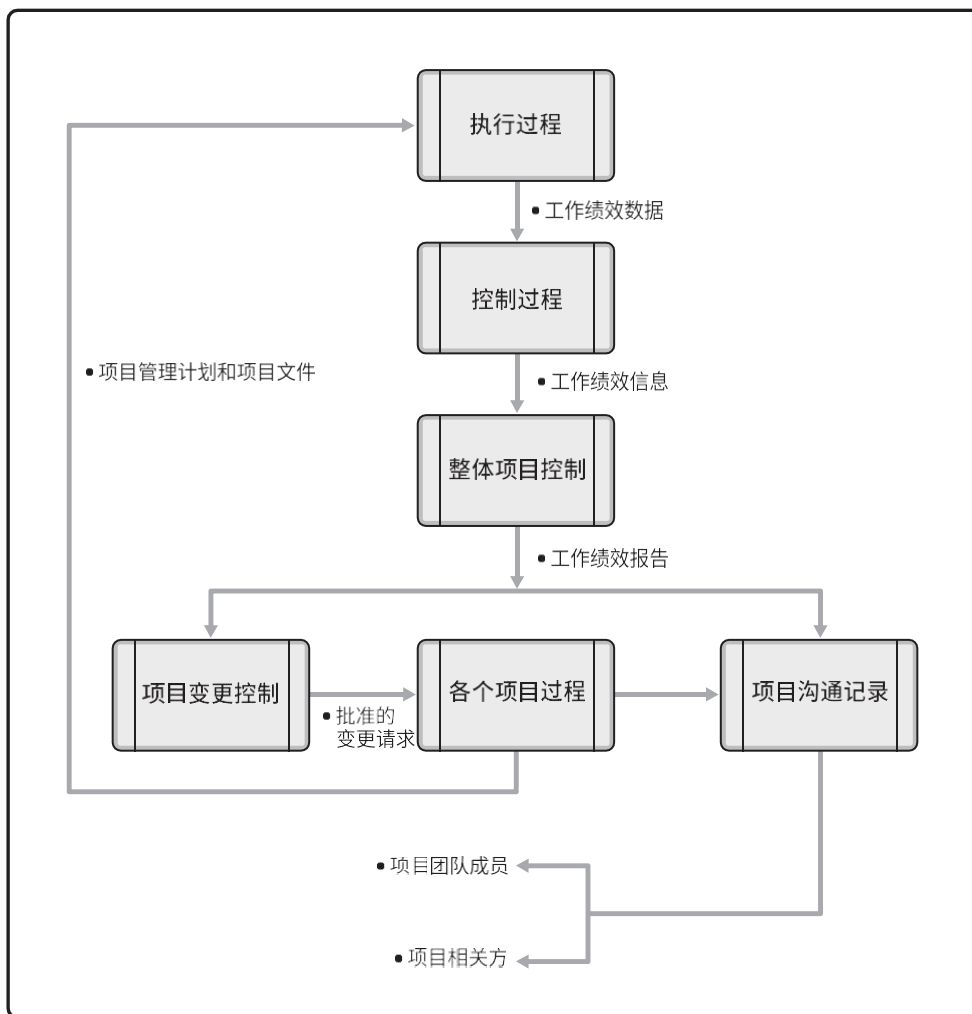 执行过程
• 工作绩效数据
控制过程
• 项目管理计划和项目文件
• 工作绩效信息
整体项目控制
• 工作绩效报告
项目变更控制
• 批准的
变更请求
各个项目过程
项目沟通记录
• 项目团队成员
• 项目相关方